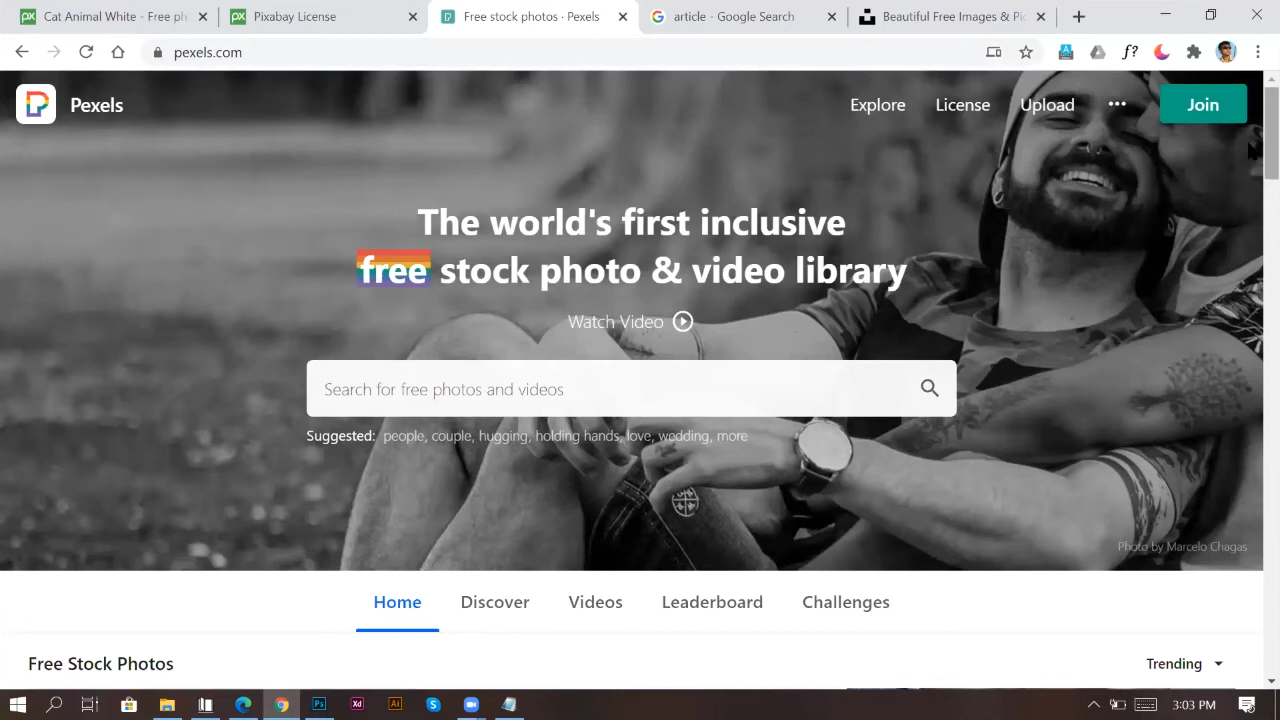 Cat Animal White - Free ph
Pixabay License
Free stock photos · Pexels
article - Google Search
Beautiful Free Images & Pic
pexels.com
f?
Pexels
Explore
License
Upload
Join
The world's first inclusive
free stock photo & video library
Watch Video
Search for free photos and videos
Suggested: people, couple, hugging, holding hands, love, wedding, more
Photo by Marcelo Chagas
Home
Discover
Videos
Leaderboard
Challenges
Free Stock Photos
Trending
Ps
Xd
Ai
3:03 PM